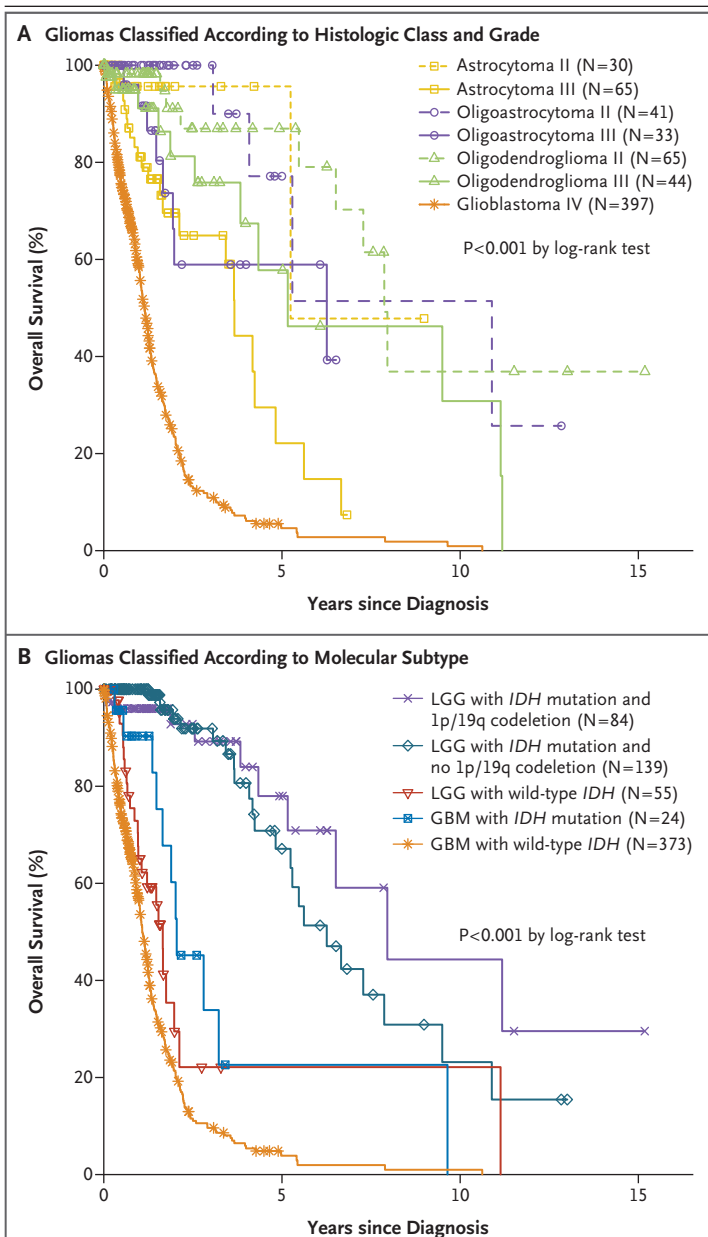 A Gliomas Classified According to Histologic Class and Grade
100
80
60
40
20
0
Overall Survival (%)
0 5 10 15
Years since Diagnosis
Astrocytoma II (N=30)
Astrocytoma III (N=65)
Oligoastrocytoma II (N=41)
Oligoastrocytoma III (N=33)
Oligodendroglioma II (N=65)
Oligodendroglioma III (N=44)
Glioblastoma IV (N=397)
P<0.001 by log-rank test
B Gliomas Classified According to Molecular Subtype
100
80
60
40
20
0
Overall Survival (%)
0 5 10 15
Years since Diagnosis
LGG with IDH mutation and
1p/19q codeletion (N=84)
LGG with IDH mutation and
no 1p/19q codeletion (N=139)
LGG with wild-type IDH (N=55)
GBM with IDH mutation (N=24)
GBM with wild-type IDH (N=373)
P<0.001 by log-rank test